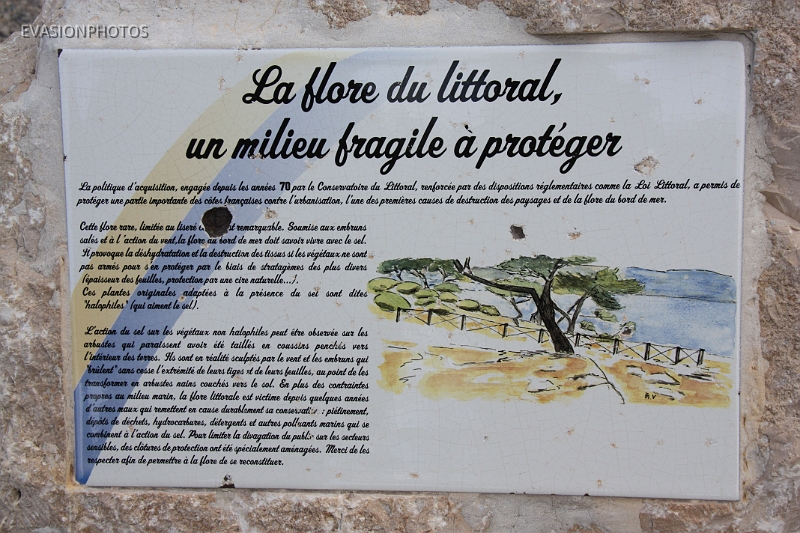 EVASIONPHOTOS
La flore du littoral,
un milieu fragile à protéger
La politique d'acquisition, engagée depuis les années 70 par le Conservatoire du Littoral, renforcée par des dispositions réglementaires comme la Loi Littoral, a permis de
protéger une partie importante des côtes françaises contre l'urbanisation, l'une des premières causes de destruction des paysages et de la flore du bord de mer.
Cette flore rare, limitée au liseré est remarquable. Soumise aux embruns
salés et à l'action du vent, la flore du bord de mer doit savoir vivre avec le sel.
Il provoque la déshydratation et la destruction des tissus si les végétaux ne sont
pas armés pour s'en protéger par le biais de stratagèmes des plus divers
(épaisseur des feuilles, protection par une cire naturelle...).
Ces plantes originales adaptées à la présence du sel sont dites
"halophiles" (qui aiment le sel).
L'action du sel sur les végétaux non halophiles peut être observée sur les
arbustes qui paraissent avoir été taillés en coussins penchés vers
l'intérieur des terres. Ils sont en réalité sculptés par le vent et les embruns qui
"brûlent" sans cesse l'extrémité de leurs tiges et de leurs feuilles, au point de les
transformer en arbustes nains couchés vers le sol. En plus des contraintes
propres au milieu marin, la flore littorale est victime depuis quelques années
d'autres maux qui remettent en cause durablement sa conservation : piétinement,
dépôts de déchets, hydrocarbures, détergents et autres polluants marins qui se
combinent à l'action du sel. Pour limiter la divagation du public sur les secteurs
sensibles, des clôtures de protection ont été spécialement aménagées. Merci de les
respecter afin de permettre à la flore de se reconstituer.